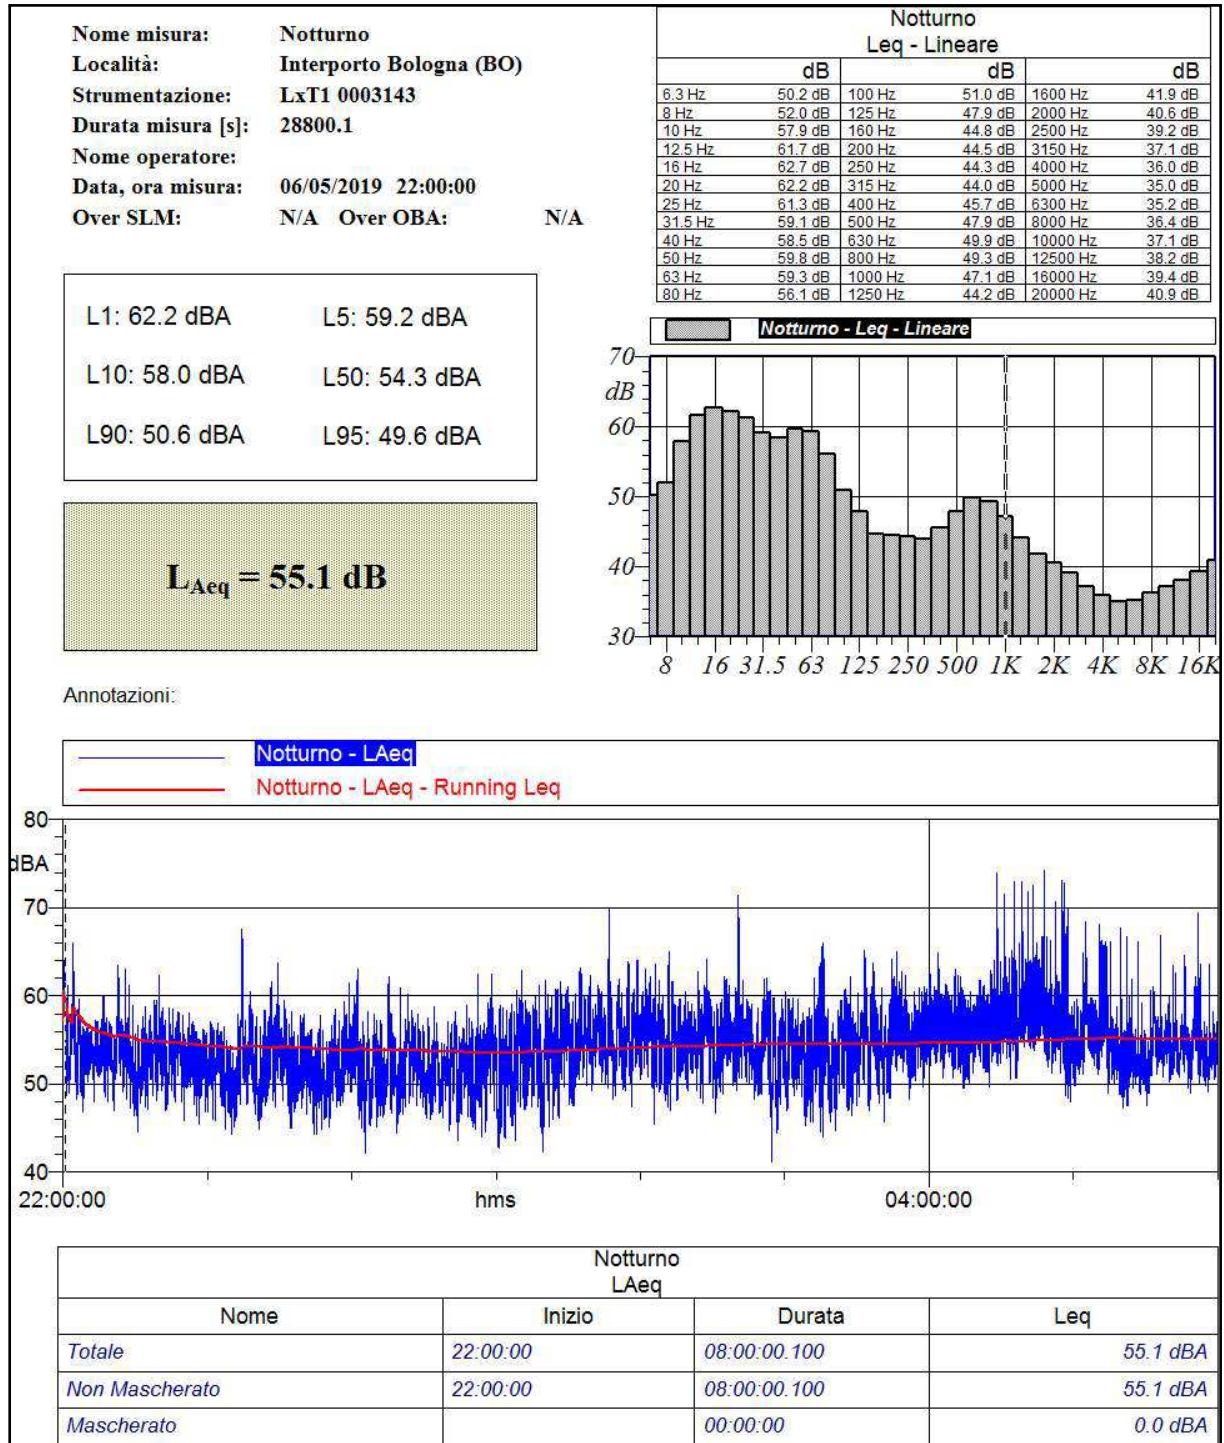 Nome misura: Notturno
Località: Interporto Bologna (BO)
Strumentazione: LxT1 0003143
Durata misura [s]: 28800.1
Nome operatore:
Data, ora misura: 06/05/2019 22:00:00
Over SLM: N/A Over OBA: N/A
Notturno
Leq - Lineare
dB dB dB
6.3 Hz 50.2 dB 100 Hz 51.0 dB 1600 Hz 41.9 dB
8 Hz 52.0 dB 125 Hz 47.9 dB 2000 Hz 40.6 dB
10 Hz 57.9 dB 160 Hz 44.8 dB 2500 Hz 39.2 dB
12.5 Hz 61.7 dB 200 Hz 44.5 dB 3150 Hz 37.1 dB
16 Hz 62.7 dB 250 Hz 44.3 dB 4000 Hz 36.0 dB
20 Hz 62.2 dB 315 Hz 44.0 dB 5000 Hz 35.0 dB
25 Hz 61.3 dB 400 Hz 45.7 dB 6300 Hz 35.2 dB
31.5 Hz 59.1 dB 500 Hz 47.9 dB 8000 Hz 36.4 dB
40 Hz 58.5 dB 630 Hz 49.9 dB 10000 Hz 37.1 dB
50 Hz 59.8 dB 800 Hz 49.3 dB 12500 Hz 38.2 dB
63 Hz 59.3 dB 1000 Hz 47.1 dB 16000 Hz 39.4 dB
80 Hz 56.1 dB 1250 Hz 44.2 dB 20000 Hz 40.9 dB
L1: 62.2 dBA L5: 59.2 dBA
L10: 58.0 dBA L50: 54.3 dBA
L90: 50.6 dBA L95: 49.6 dBA
LAeq = 55.1 dB
Notturno - Leq - Lineare
70
dB
60
50
40
30
8 16 31.5 63 125 250 500 1K 2K 4K 8K 16K
Annotazioni:
Notturno - LAeq
Notturno - LAeq - Running Leq
80
dBA
70
60
50
40
22:00:00 hms 04:00:00
Notturno
LAeq
Nome Inizio Durata Leq
Totale 22:00:00 08:00:00.100 55.1 dBA
Non Mascherato 22:00:00 08:00:00.100 55.1 dBA
Mascherato 00:00:00 0.0 dBA